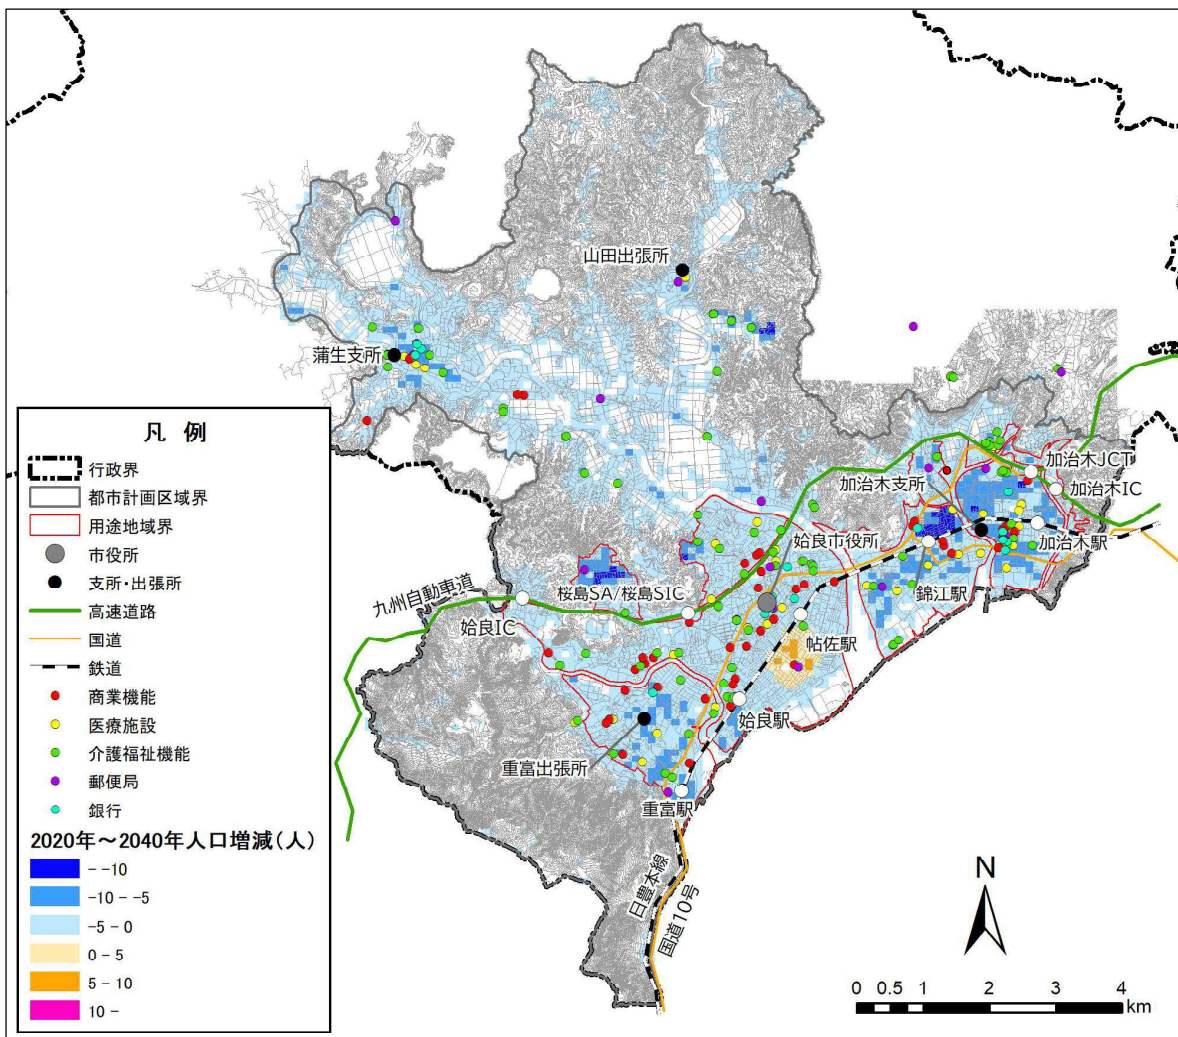 山田出張所
蒲生支所
加治木JCT
加治木IC
加治木支所
加治木駅
始良市役所
錦江駅
桜島SA/桜島SIC
九州自動車道
始良IC
帖佐駅
始良駅
重富出張所
重富駅
日豊本線
国道10号
凡 例
行政界
都市計画区域界
用途地域界
市役所
支所・出張所
高速道路
国道
鉄道
商業機能
医療施設
介護福祉機能
郵便局
銀行
2020年～2040年人口増減(人)
- -10
-10 - -5
-5 - 0
0 - 5
5 - 10
10 -
N
0 0.5 1 2 3 4
km